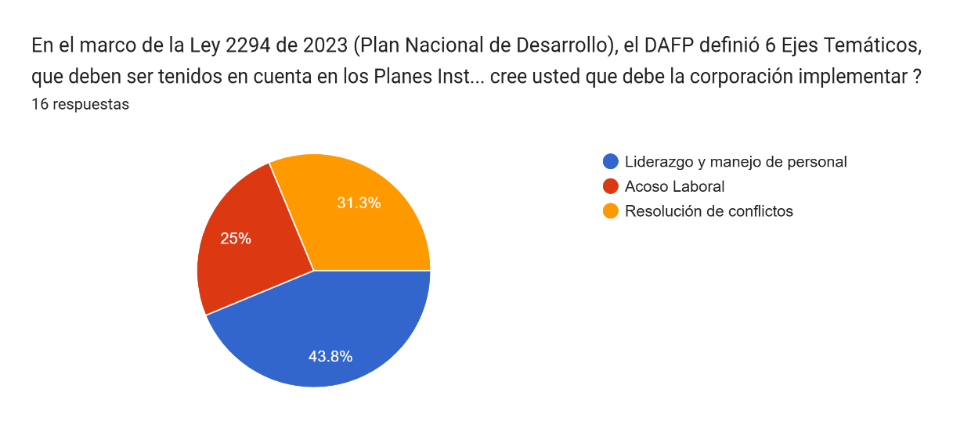 En el marco de la Ley 2294 de 2023 (Plan Nacional de Desarrollo), el DAFP definió 6 Ejes Temáticos,
que deben ser tenidos en cuenta en los Planes Inst... cree usted que debe la corporación implementar ?
16 respuestas
Liderazgo y manejo de personal
Acoso Laboral
Resolución de conflictos
31.3%
25%
43.8%